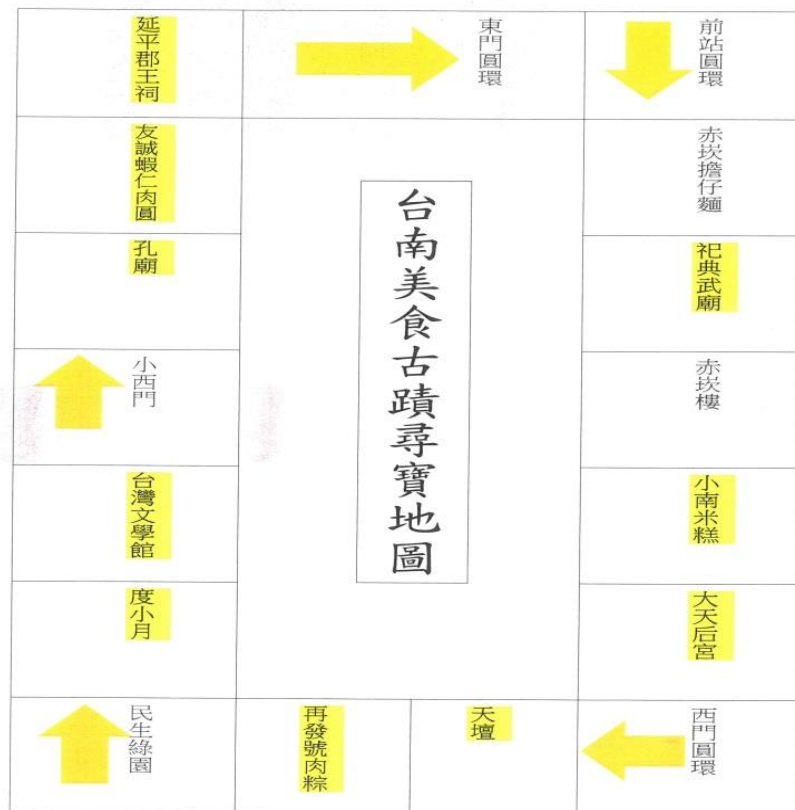 延平郡王祠
東門圓環
前站圓環
友誠蝦仁肉圓
赤崁擔仔麵
台南美食古蹟尋寶地圖
孔廟
祀典武廟
小西門
赤崁樓
台灣文學館
小南米糕
度小月
大天后宮
民生綠園
再發號肉粽
天壇
西門圓環